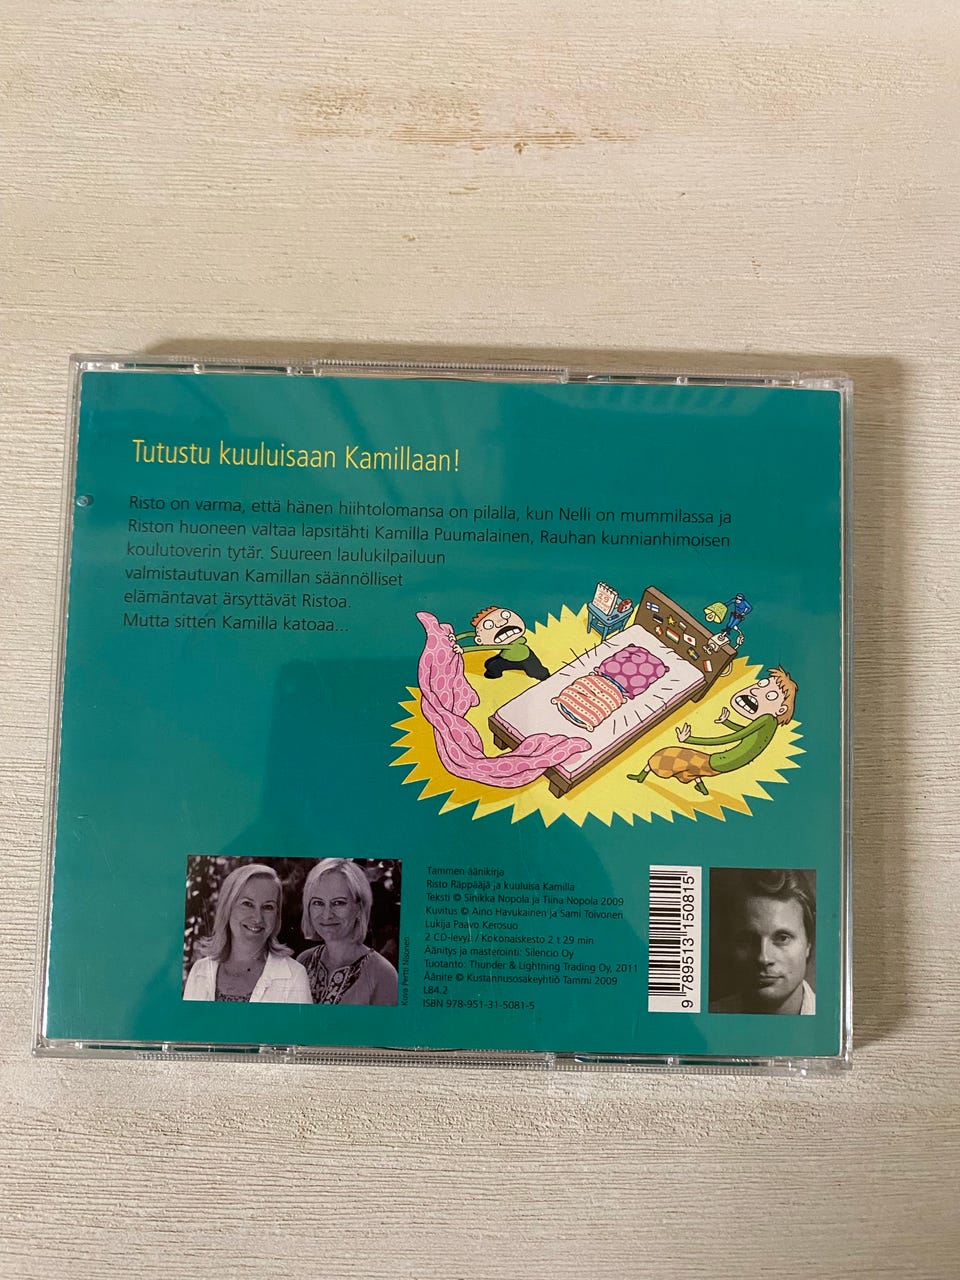 Tutustu kuuluisaan Kamillaan!
Risto on varma, että hänen hiihtolomansa on pilalla, kun Nelli on mummilassa ja
Riston huoneen valtaa lapsitähti Kamilla Puumalainen, Rauhan kunnianhimoisen
koulutoverin tytär. Suureen laulukilpailuun
valmistautuvan Kamillan säännölliset
elämäntavat ärsyttävät Ristoa.
Mutta sitten Kamilla katoaa...
Kuva Pertti Nisonen
Tammen äänikirja
Risto Räppääjä ja kuuluisa Kamilla
Teksti © Sinikka Nopola ja Tiina Nopola 2009
Kuvitus © Aino Havukainen ja Sami Toivonen
Lukija Paavo Kerosuo
2 CD-levyä / Kokonaiskesto 2 t 29 min
Äänitys ja masterointi: Silencio Oy
Tuotanto: Thunder & Lightning Trading Oy, 2011
Äänite © Kustannusosakeyhtiö Tammi 2009
L84.2
ISBN 978-951-31-5081-5
9 789513 150815